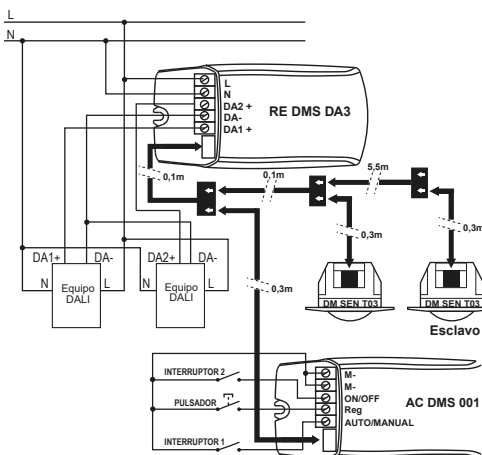 L
N
L
N
DA2 +
DA-
DA1 +
RE DMS DA3
0,1m
0,1m
5,5m
0,3m
0,3m
DA1+
DA-
DA2+
DA-
N
Equipo
DALI
L
N
Equipo
DALI
L
0,3m
DM SEN T03
DM SEN T03
Esclavo
INTERRUPTOR 2
PULSADOR
INTERRUPTOR 1
M-
M-
ON/OFF
Reg
AUTO/MANUAL
AC DMS 001